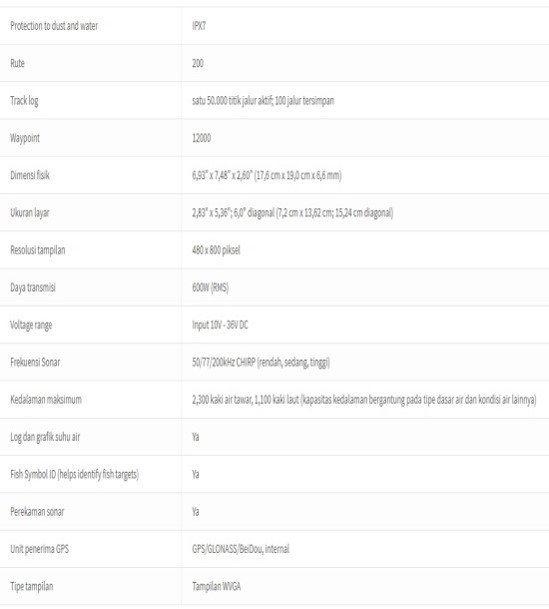 Protection to dust and water IPX7
Rute 200
Track log satu 50.000 titik jalur aktif; 100 jalur tersimpan
Waypoint 12000
Dimensi fisik 6,93" x 7,48" x 2,60" (17,6 cm x 19,0 cm x 6,6 mm)
Ukuran layar 2,83" x 5,36"; 6,0" diagonal (7,2 cm x 13,62 cm; 15,24 cm diagonal)
Resolusi tampilan 480 x 800 piksel
Daya transmisi 600W (RMS)
Voltage range Input 10V - 36V DC
Frekuensi Sonar 50/77/200kHz CHIRP (rendah, sedang, tinggi)
Kedalaman maksimum 2,300 kaki air tawar, 1,100 kaki laut (kapasitas kedalaman bergantung pada tipe dasar air dan kondisi air lainnya)
Log dan grafik suhu air Ya
Fish Symbol ID (helps identify fish targets) Ya
Perekaman sonar Ya
Unit penerima GPS GPS/GLONASS/BeiDou, internal
Tipe tampilan Tampilan WVGA